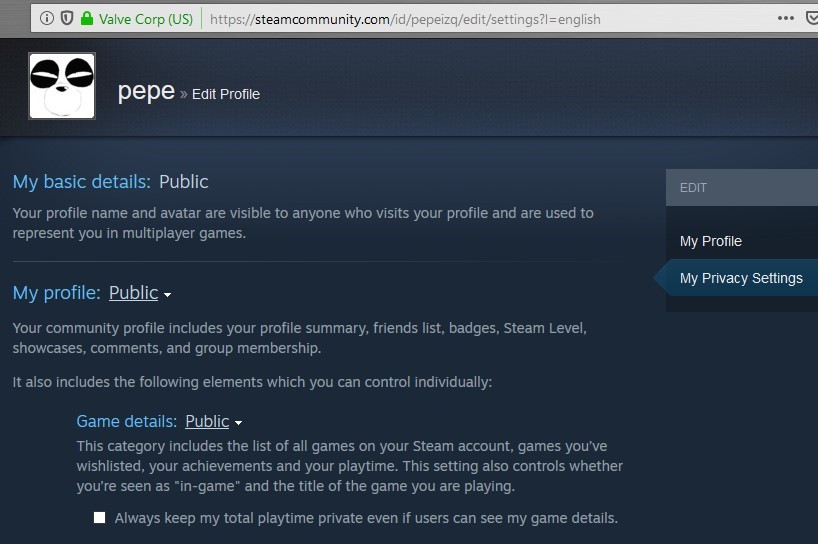 Valve Corp (US) https://steamcommunity.com/id/pepeizq/edit/settings?l=english
pepe » Edit Profile
My basic details: Public
Your profile name and avatar are visible to anyone who visits your profile and are used to
represent you in multiplayer games.
My profile: Public
Your community profile includes your profile summary, friends list, badges, Steam Level,
showcases, comments, and group membership.
It also includes the following elements which you can control individually:
Game details: Public
This category includes the list of all games on your Steam account, games you've
wishlisted, your achievements and your playtime. This setting also controls whether
you're seen as "in-game" and the title of the game you are playing.
Always keep my total playtime private even if users can see my game details.
EDIT
My Profile
My Privacy Settings